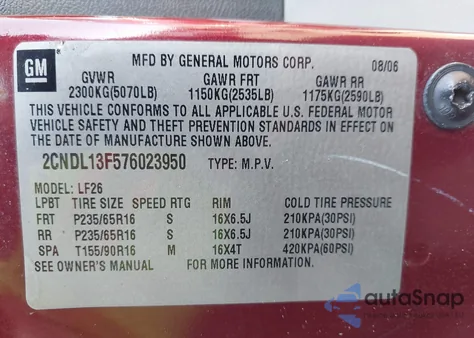 GM
MFD BY GENERAL MOTORS CORP. 08/06
GVWR GAWR FRT GAWR RR
2300KG(5070LB) 1150KG(2535LB) 1175KG(2590LB)
THIS VEHICLE CONFORMS TO ALL APPLICABLE U.S. FEDERAL MOTOR
VEHICLE SAFETY AND THEFT PREVENTION STANDARDS IN EFFECT ON
THE DATE OF MANUFACTURE SHOWN ABOVE.
2CNDL13F576023950 TYPE: M.P.V.
MODEL: LF26
LPBT TIRE SIZE SPEED RTG RIM COLD TIRE PRESSURE
FRT P235/65R16 S 16X6.5J 210KPA(30PSI)
RR P235/65R16 S 16X6.5J 210KPA(30PSI)
SPA T155/90R16 M 16X4T 420KPA(60PSI)
SEE OWNER'S MANUAL FOR MORE INFORMATION.
autoSnap